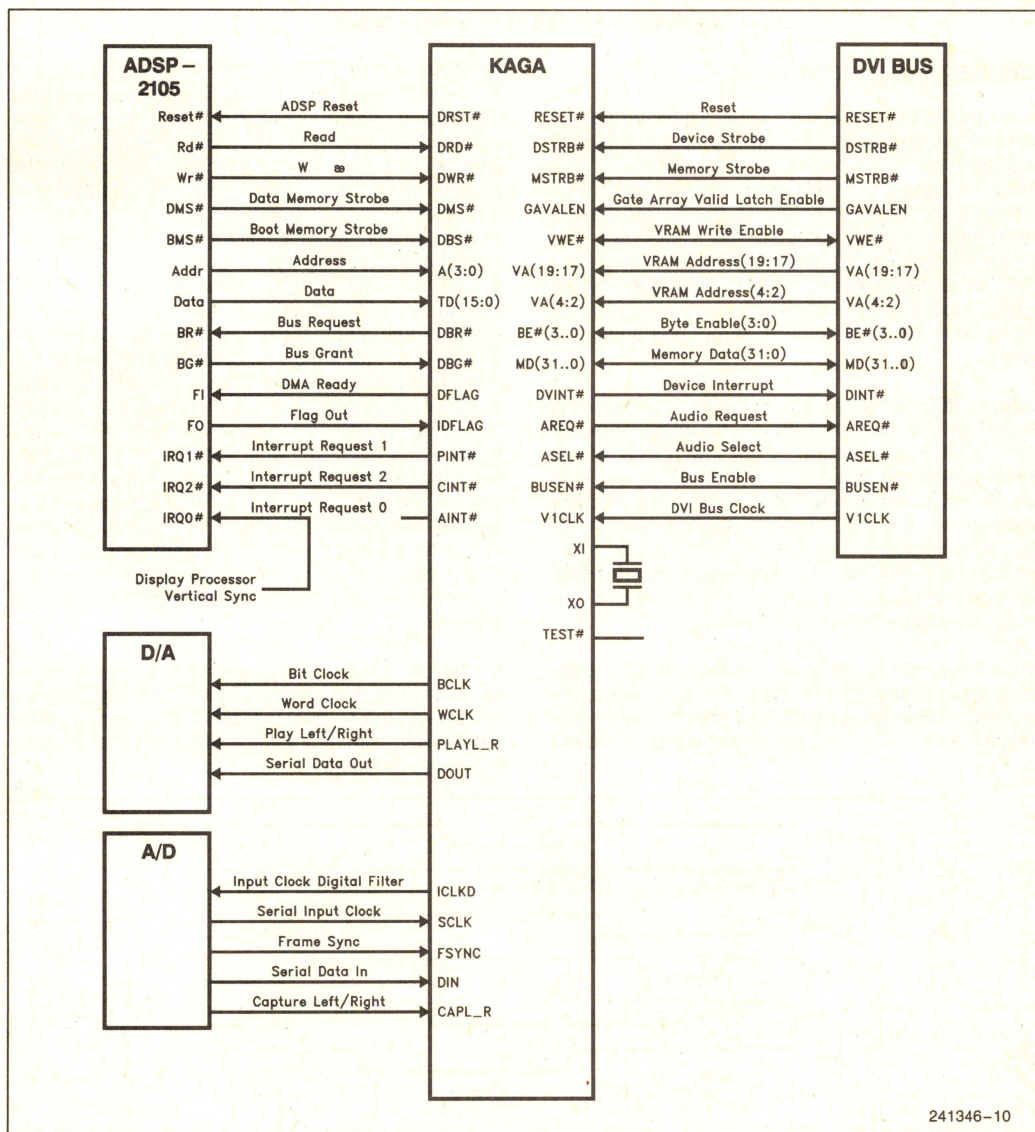 ADSP–
2105
KAGA
DVI BUS
Reset# ADSP Reset DRST# RESET# Reset RESET#
Rd# Read DRD# DSTRB# Device Strobe DSTRB#
Wr# W æ DWR# MSTRB# Memory Strobe MSTRB#
DMS# Data Memory Strobe DMS# GAVALEN Gate Array Valid Latch Enable GAVALEN
BMS# Boot Memory Strobe DBS# VWE# VRAM Write Enable VWE#
Addr Address A(3:0) VA(19:17) VRAM Address(19:17) VA(19:17)
Data Data TD(15:0) VA(4:2) VRAM Address(4:2) VA(4:2)
BR# Bus Request DBR# BE#(3..0) Byte Enable(3:0) BE#(3..0)
BG# Bus Grant DBG# MD(31..0) Memory Data(31:0) MD(31..0)
FI DMA Ready DFLAG DVINT# Device Interrupt DINT#
FO Flag Out IDFLAG AREQ# Audio Request AREQ#
IRQ1# Interrupt Request 1 PINT# ASEL# Audio Select ASEL#
IRQ2# Interrupt Request 2 CINT# BUSEN# Bus Enable BUSEN#
IRQ0# Interrupt Request 0 AINT# V1CLK DVI Bus Clock V1CLK
XI
Display Processor
Vertical Sync
XO
TEST#
D/A
Bit Clock BCLK
Word Clock WCLK
Play Left/Right PLAYL_R
Serial Data Out DOUT
A/D
Input Clock Digital Filter ICLKD
Serial Input Clock SCLK
Frame Sync FSYNC
Serial Data In DIN
Capture Left/Right CAPL_R
241346–10